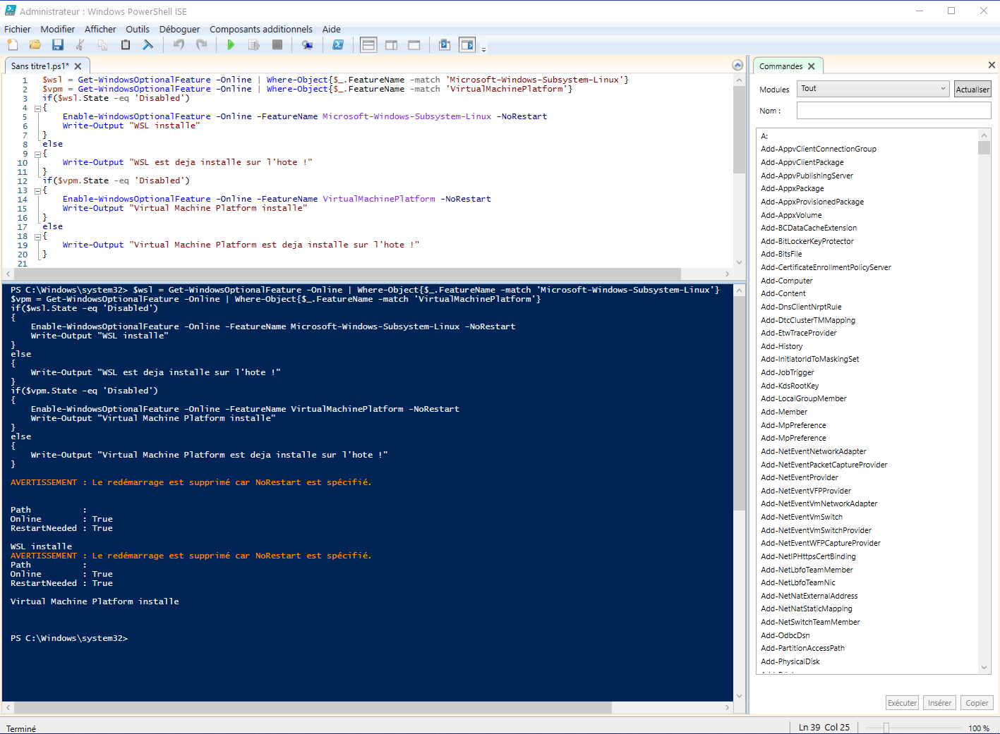 Administrateur : Windows PowerShell ISE
Fichier Modifier Afficher Outils Déboguer Composants additionnels Aide
Sans titre1.ps1* X
1 $wsl = Get-WindowsOptionalFeature -Online | Where-Object{$_.FeatureName -match 'Microsoft-Windows-Subsystem-Linux'}
2 $vpm = Get-WindowsOptionalFeature -Online | Where-Object{$_.FeatureName -match 'VirtualMachinePlatform'}
3 if($wsl.State -eq 'Disabled')
4 {
5 Enable-WindowsOptionalFeature -Online -FeatureName Microsoft-Windows-Subsystem-Linux -NoRestart
6 Write-Output "WSL installe"
7 }
8 else
9 {
10 Write-Output "WSL est deja installe sur l'hote !"
11 }
12 if($vpm.State -eq 'Disabled')
13 {
14 Enable-WindowsOptionalFeature -Online -FeatureName VirtualMachinePlatform -NoRestart
15 Write-Output "Virtual Machine Platform installe"
16 }
17 else
18 {
19 Write-Output "Virtual Machine Platform est deja installe sur l'hote !"
20 }
21
PS C:\Windows\system32> $wsl = Get-WindowsOptionalFeature -Online | Where-Object{$_.FeatureName -match 'Microsoft-Windows-Subsystem-Linux'}
$vpm = Get-WindowsOptionalFeature -Online | Where-Object{$_.FeatureName -match 'VirtualMachinePlatform'}
if($wsl.State -eq 'Disabled')
{
Enable-WindowsOptionalFeature -Online -FeatureName Microsoft-Windows-Subsystem-Linux -NoRestart
Write-Output "WSL installe"
}
else
{
Write-Output "WSL est deja installe sur l'hote !"
}
if($vpm.State -eq 'Disabled')
{
Enable-WindowsOptionalFeature -Online -FeatureName VirtualMachinePlatform -NoRestart
Write-Output "Virtual Machine Platform installe"
}
else
{
Write-Output "Virtual Machine Platform est deja installe sur l'hote !"
}
AVERTISSEMENT : Le redémarrage est supprimé car NoRestart est spécifié.
Path :
Online : True
RestartNeeded : True
WSL installe
AVERTISSEMENT : Le redémarrage est supprimé car NoRestart est spécifié.
Path :
Online : True
RestartNeeded : True
Virtual Machine Platform installe
PS C:\Windows\system32>
Commandes X
Modules Tout Actualiser
Nom :
A:
Add-AppvClientConnectionGroup
Add-AppvClientPackage
Add-AppvPublishingServer
Add-AppxPackage
Add-AppxProvisionedPackage
Add-AppxVolume
Add-BCDataCacheExtension
Add-BitLockerKeyProtector
Add-BitsFile
Add-CertificateEnrollmentPolicyServer
Add-Computer
Add-Content
Add-DnsClientNrptRule
Add-DtcClusterTMMapping
Add-EtwTraceProvider
Add-History
Add-InitiatorIdToMaskingSet
Add-JobTrigger
Add-KdsRootKey
Add-LocalGroupMember
Add-Member
Add-MpPreference
Add-MpPreference
Add-NetEventNetworkAdapter
Add-NetEventPacketCaptureProvider
Add-NetEventProvider
Add-NetEventVFPProvider
Add-NetEventVmNetworkAdapter
Add-NetEventVmSwitch
Add-NetEventVmSwitchProvider
Add-NetEventWFPCaptureProvider
Add-NetIPHttpsCertBinding
Add-NetLbfoTeamMember
Add-NetLbfoTeamNic
Add-NetNatExternalAddress
Add-NetNatStaticMapping
Add-NetSwitchTeamMember
Add-OdbcDsn
Add-PartitionAccessPath
Add-PhysicalDisk
Exécuter Insérer Copier
Terminé Ln 39 Col 25 100 %